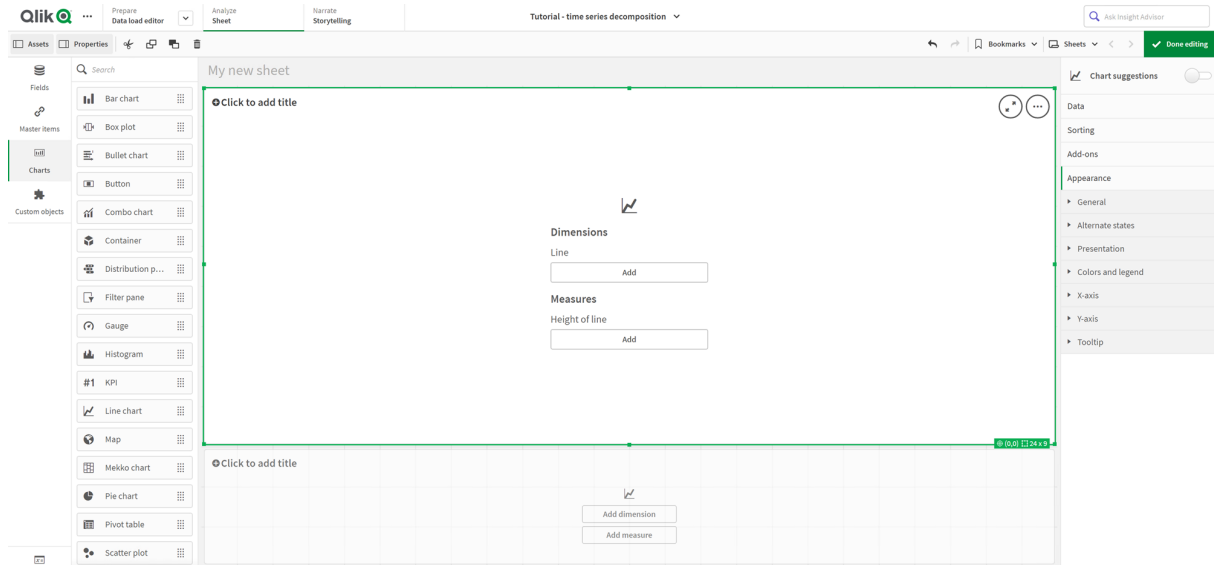 Qlik
Prepare
Data load editor
Analyze
Sheet
Narrate
Storytelling
Tutorial - time series decomposition
Ask Insight Advisor
Assets
Properties
Bookmarks
Sheets
Done editing
Fields
Master items
Charts
Custom objects
Search
Bar chart
Box plot
Bullet chart
Button
Combo chart
Container
Distribution p...
Filter pane
Gauge
Histogram
#1 KPI
Line chart
Map
Mekko chart
Pie chart
Pivot table
Scatter plot
My new sheet
Click to add title
Dimensions
Line
Add
Measures
Height of line
Add
(0,0) 24 x 9
Click to add title
Add dimension
Add measure
Chart suggestions
Data
Sorting
Add-ons
Appearance
General
Alternate states
Presentation
Colors and legend
X-axis
Y-axis
Tooltip